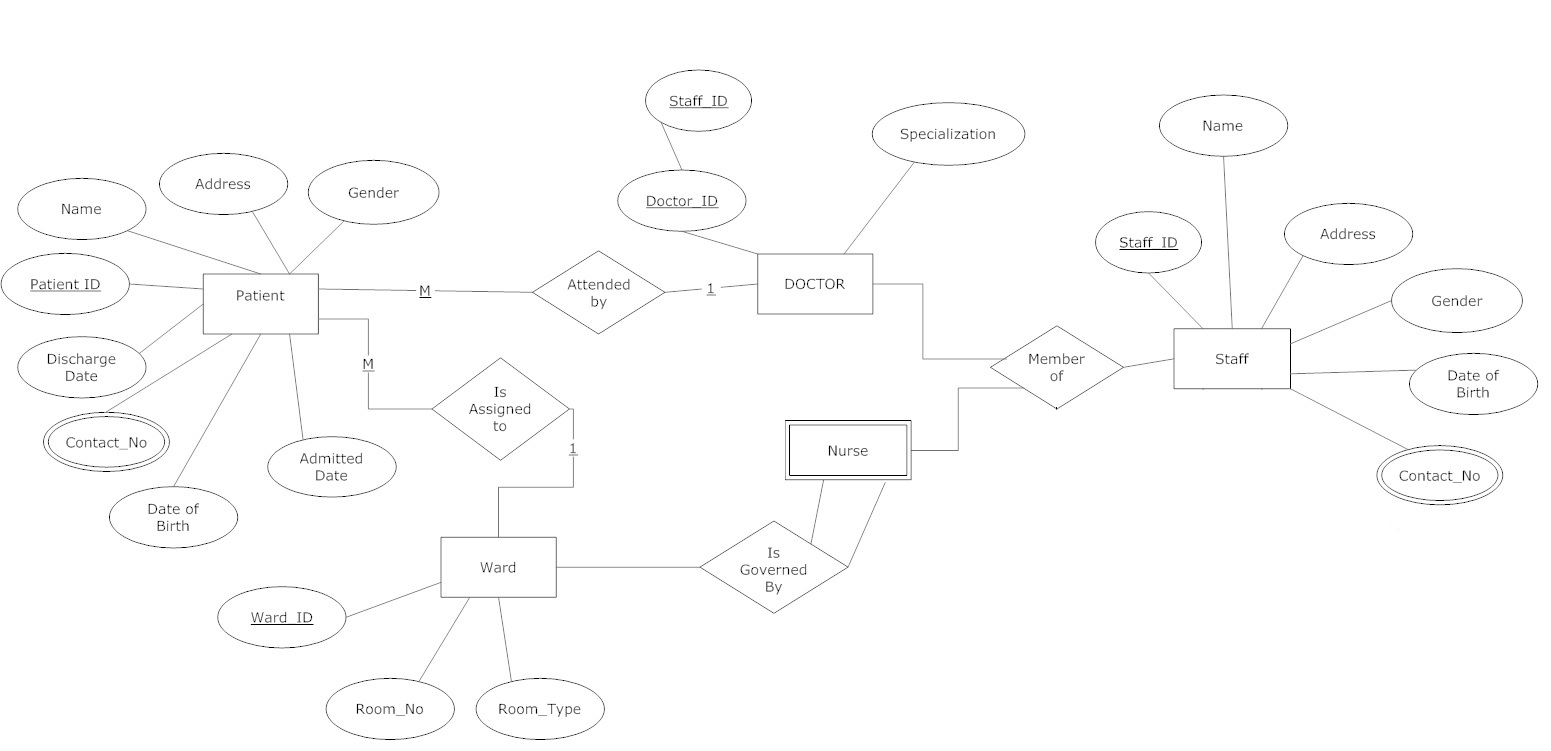 Staff_ID
Name
Specialization
Address
Gender
Name
Doctor_ID
Staff_ID
Address
Patient ID
Patient
M
Attended
by
1
DOCTOR
Gender
Discharge
Date
M
Is
Assigned
to
Member
of
Staff
Date of
Birth
Contact_No
Admitted
Date
1
Nurse
Contact_No
Date of
Birth
Ward
Is
Governed
By
Ward_ID
Room_No
Room_Type